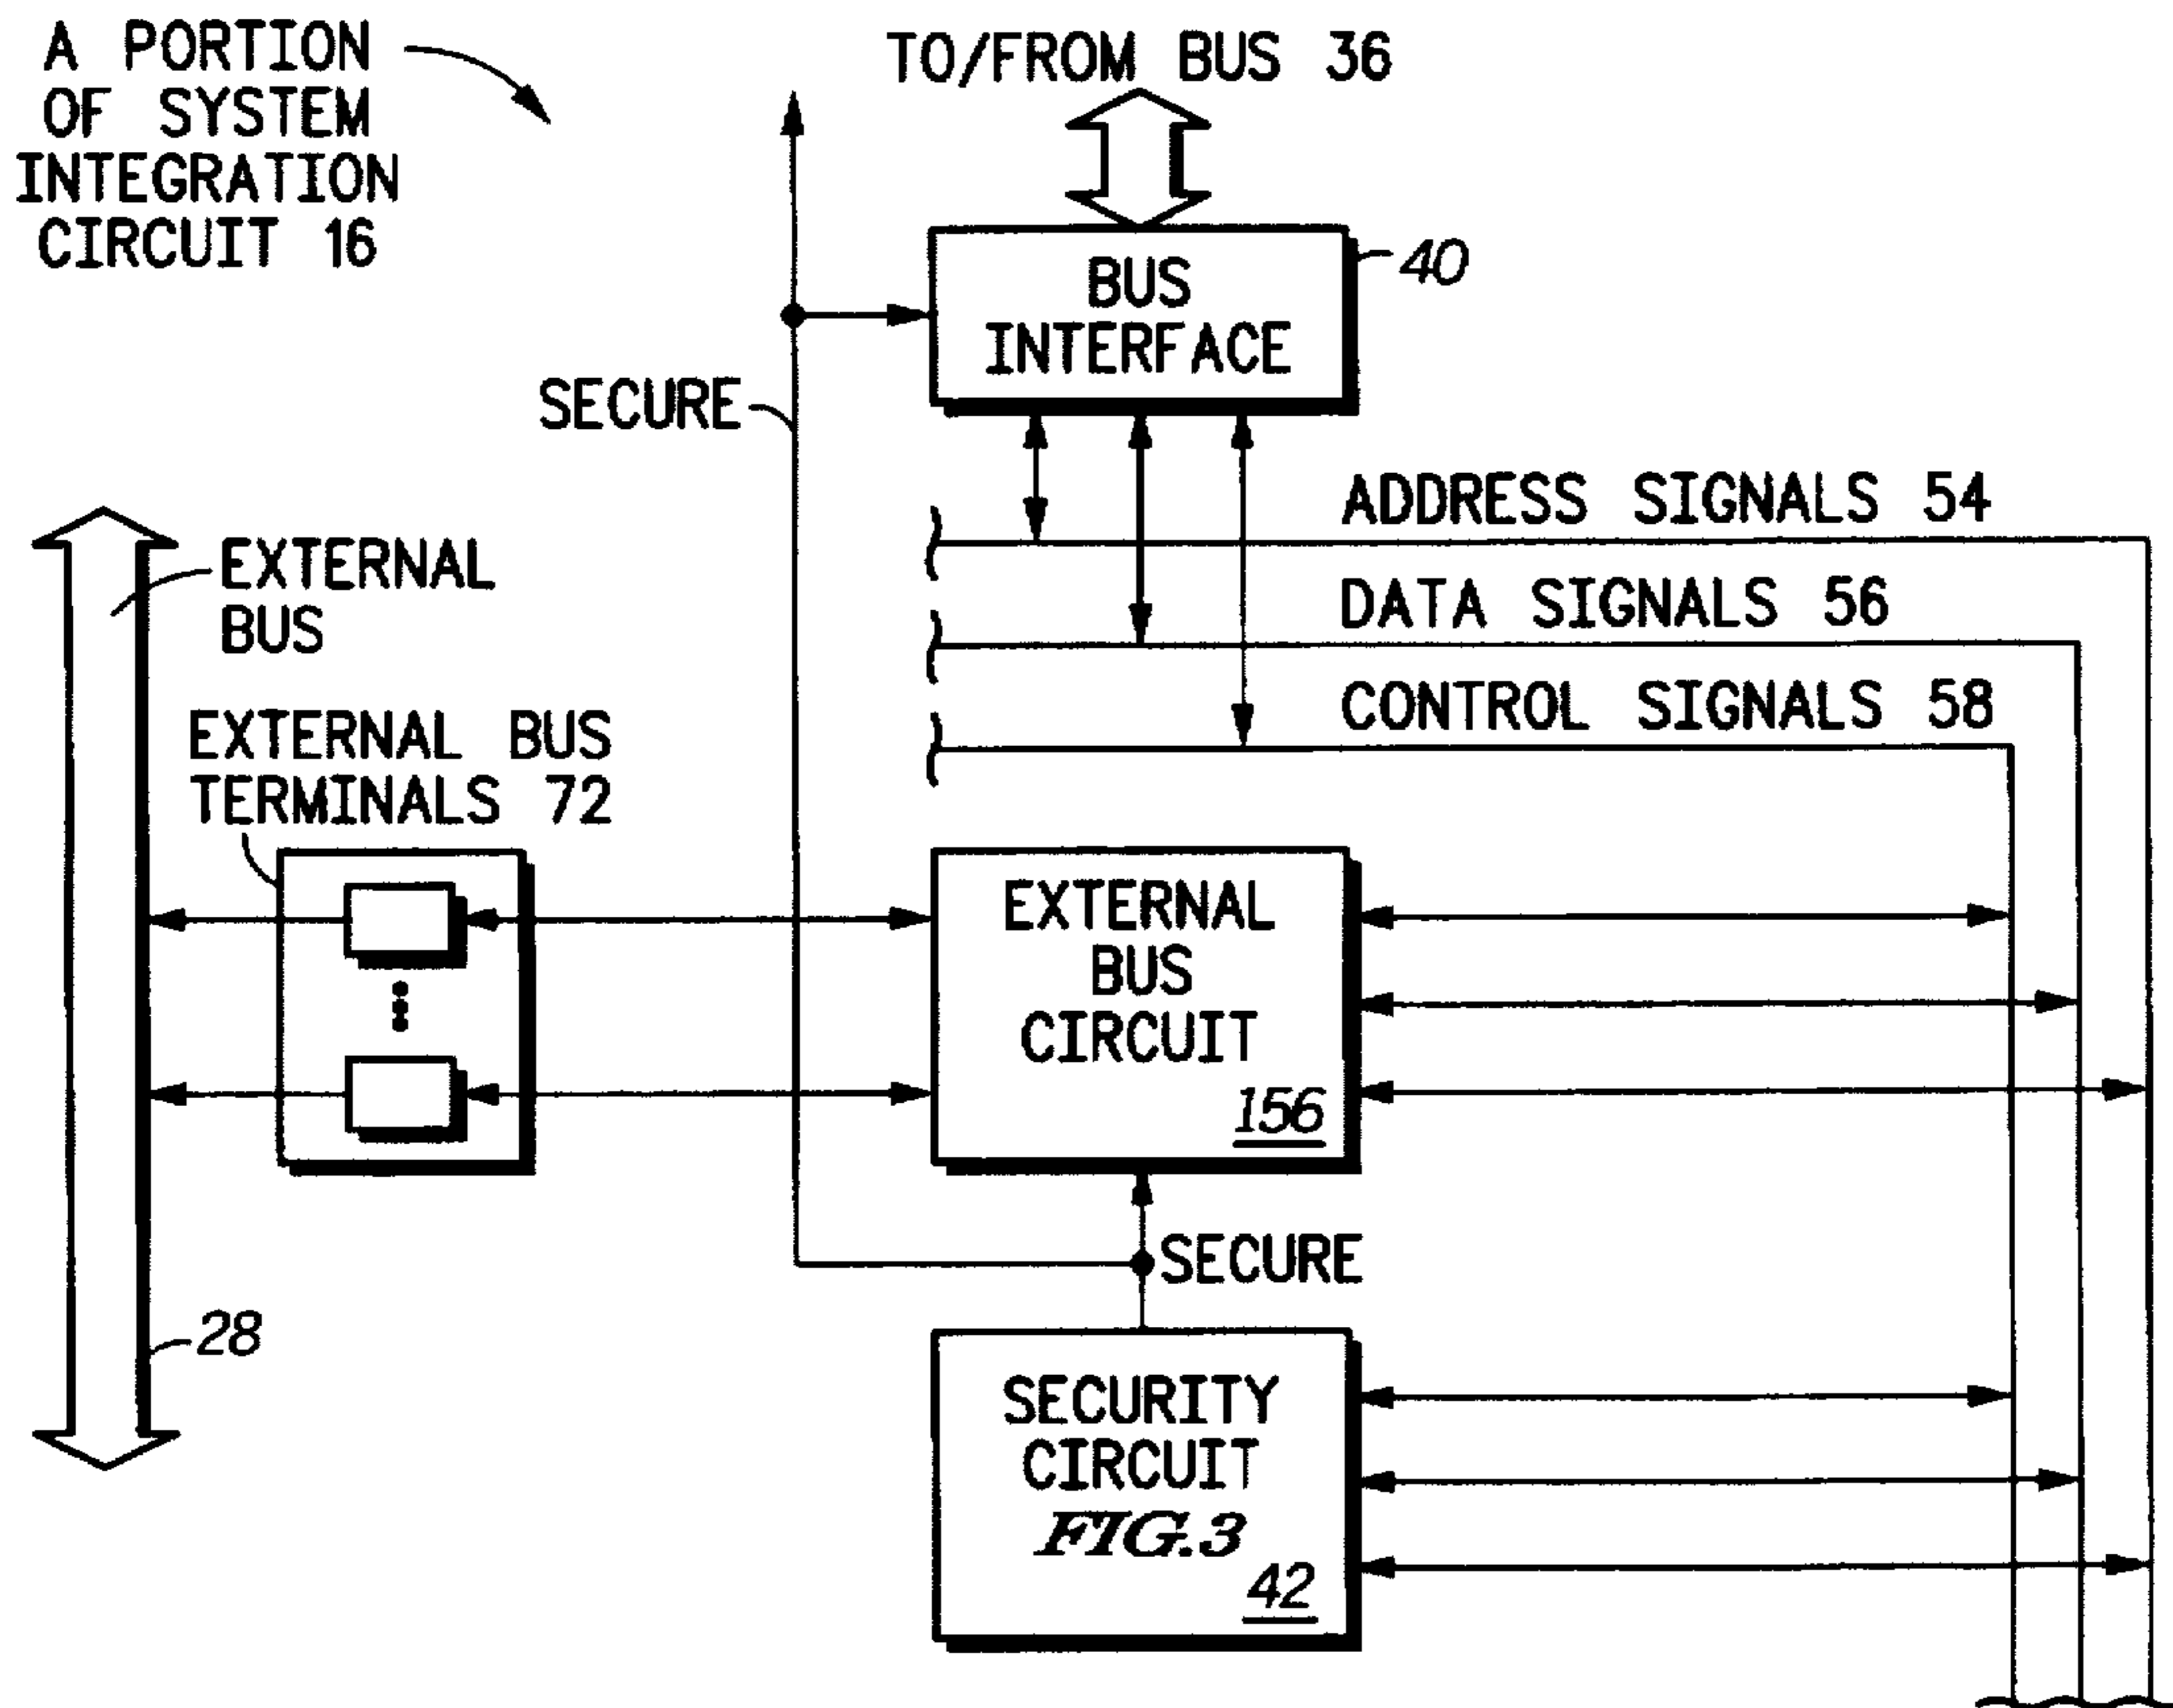 A PORTION
OF SYSTEM
INTEGRATION
CIRCUIT 16
TO/FROM BUS 36
BUS
INTERFACE
40
SECURE
ADDRESS SIGNALS 54
EXTERNAL
BUS
DATA SIGNALS 56
CONTROL SIGNALS 58
EXTERNAL BUS
TERMINALS 72
EXTERNAL
BUS
CIRCUIT
156
SECURE
28
SECURITY
CIRCUIT
FIG.3
42